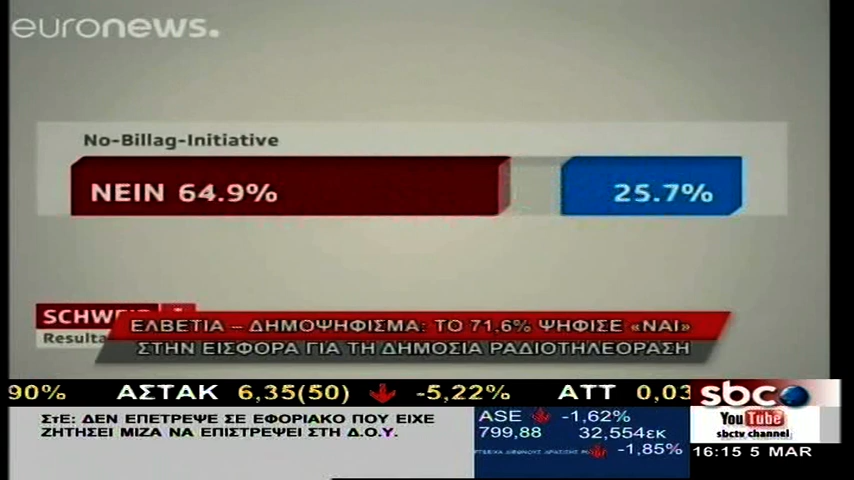 euronews.
No-Billag-Initiative
NEIN 64.9%
25.7%
SCHWEIZ
Resulta
ΕΛΒΕΤΙΑ – ΔΗΜΟΨΗΦΙΣΜΑ: ΤΟ 71,6% ΨΗΦΙΣΕ «ΝΑΙ»
ΣΤΗΝ ΕΙΣΦΟΡΑ ΓΙΑ ΤΗ ΔΗΜΟΣΙΑ ΡΑΔΙΟΤΗΛΕΟΡΑΣΗ
90% ΑΣΤΑΚ 6,35(50) -5,22% ΑΤΤ 0,03
sbc
YouTube
sbctv channel
ΣτΕ: ΔΕΝ ΕΠΕΤΡΕΨΕ ΣΕ ΕΦΟΡΙΑΚΟ ΠΟΥ ΕΙΧΕ
ΖΗΤΗΣΕΙ ΜΙΖΑ ΝΑ ΕΠΙΣΤΡΕΨΕΙ ΣΤΗ Δ.Ο.Υ.
ASE -1,62%
799,88 32,554εκ
-1,85%
16:15 5 MAR